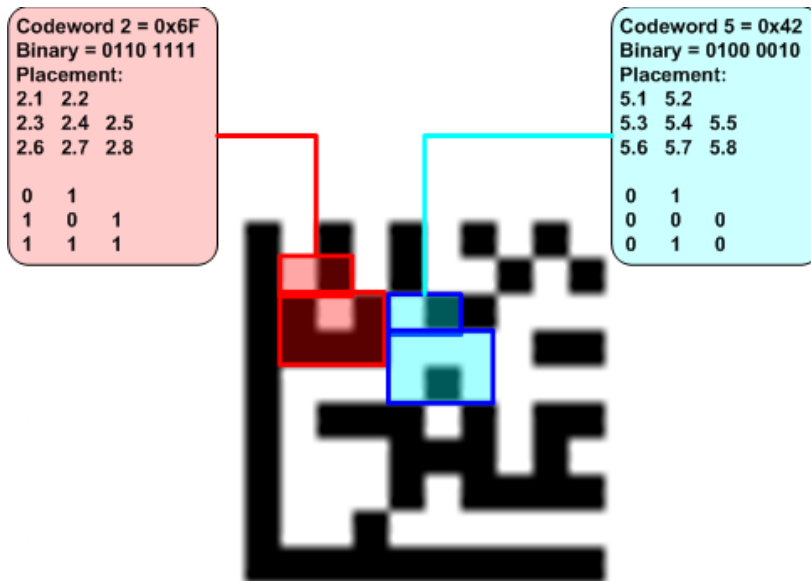 Codeword 2 = 0x6F
Binary = 0110 1111
Placement:
2.1 2.2
2.3 2.4 2.5
2.6 2.7 2.8
0 1
1 0 1
1 1 1
Codeword 5 = 0x42
Binary = 0100 0010
Placement:
5.1 5.2
5.3 5.4 5.5
5.6 5.7 5.8
0 1
0 0 0
0 1 0